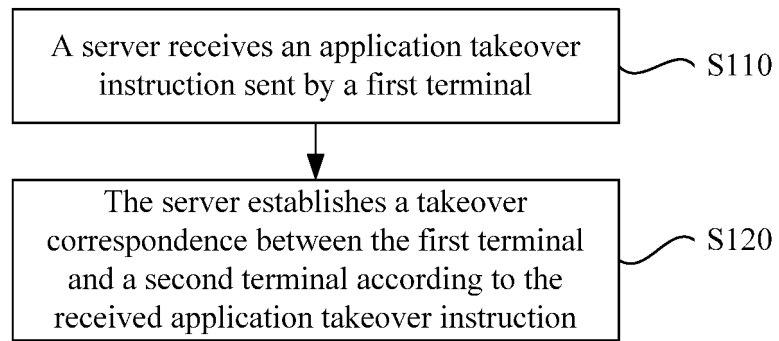 A server receives an application takeover
instruction sent by a first terminal
S110
The server establishes a takeover
correspondence between the first terminal
and a second terminal according to the
received application takeover instruction
S120